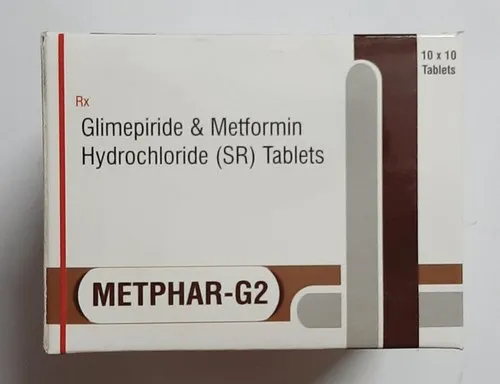 10 x 10
Tablets
Rx
Glimepiride & Metformin
Hydrochloride (SR) Tablets
METPHAR-G2